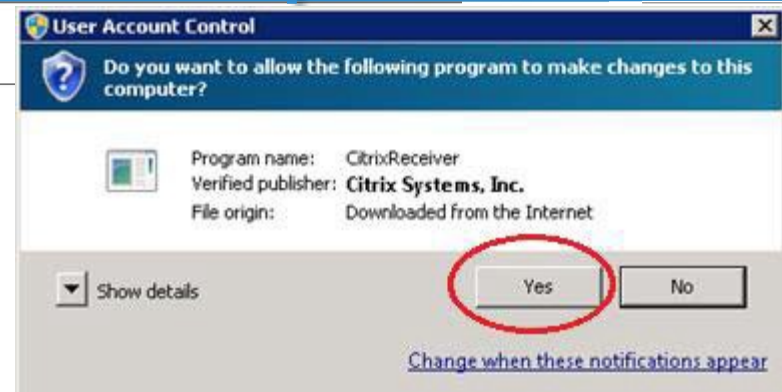 User Account Control
Do you want to allow the following program to make changes to this
computer?
Program name: CitrixReceiver
Verified publisher: Citrix Systems, Inc.
File origin: Downloaded from the Internet
Show details
Yes No
Change when these notifications appear